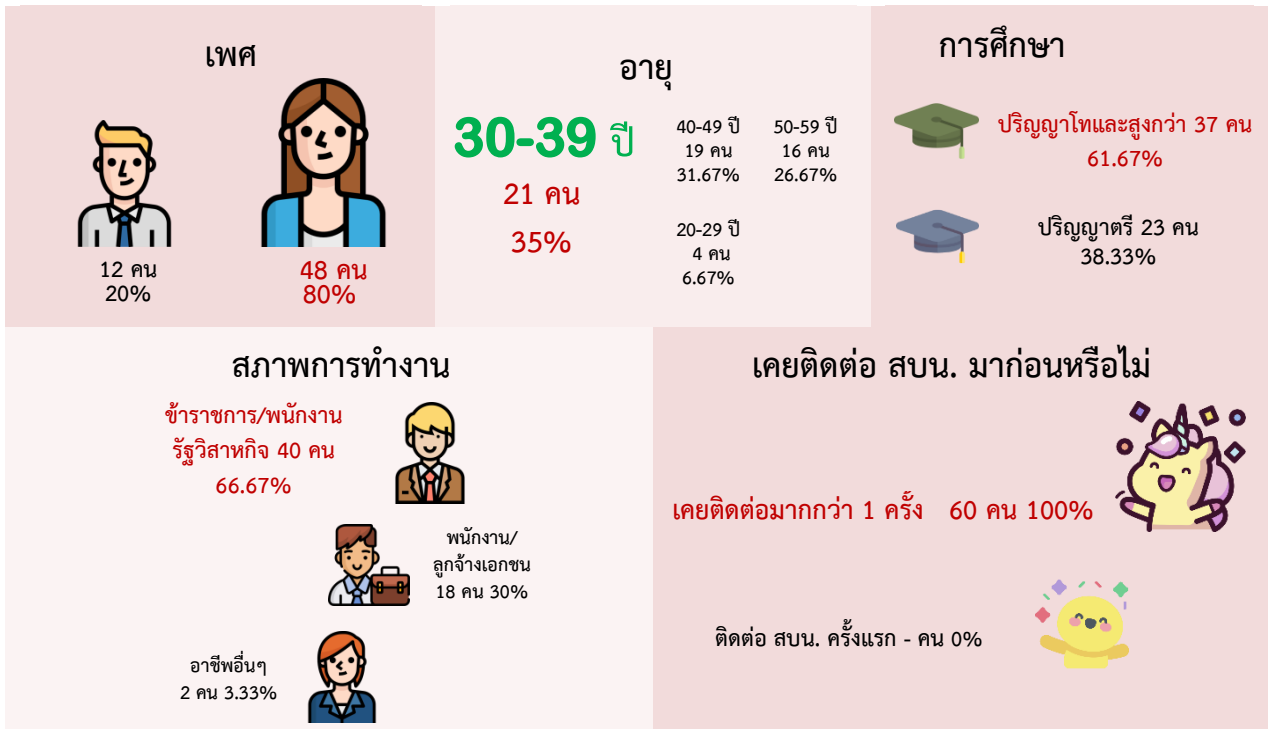 เพศ
12 คน
20%
48 คน
80%
อายุ
30-39 ปี
21 คน
35%
40-49 ปี
19 คน
31.67%
50-59 ปี
16 คน
26.67%
20-29 ปี
4 คน
6.67%
การศึกษา
ปริญญาโทและสูงกว่า 37 คน
61.67%
ปริญญาตรี 23 คน
38.33%
สภาพการทำงาน
ข้าราชการ/พนักงาน
รัฐวิสาหกิจ 40 คน
66.67%
พนักงาน/
ลูกจ้างเอกชน
18 คน 30%
อาชีพอื่นๆ
2 คน 3.33%
เคยติดต่อ สบน. มาก่อนหรือไม่
เคยติดต่อมากกว่า 1 ครั้ง 60 คน 100%
ติดต่อ สบน. ครั้งแรก - คน 0%